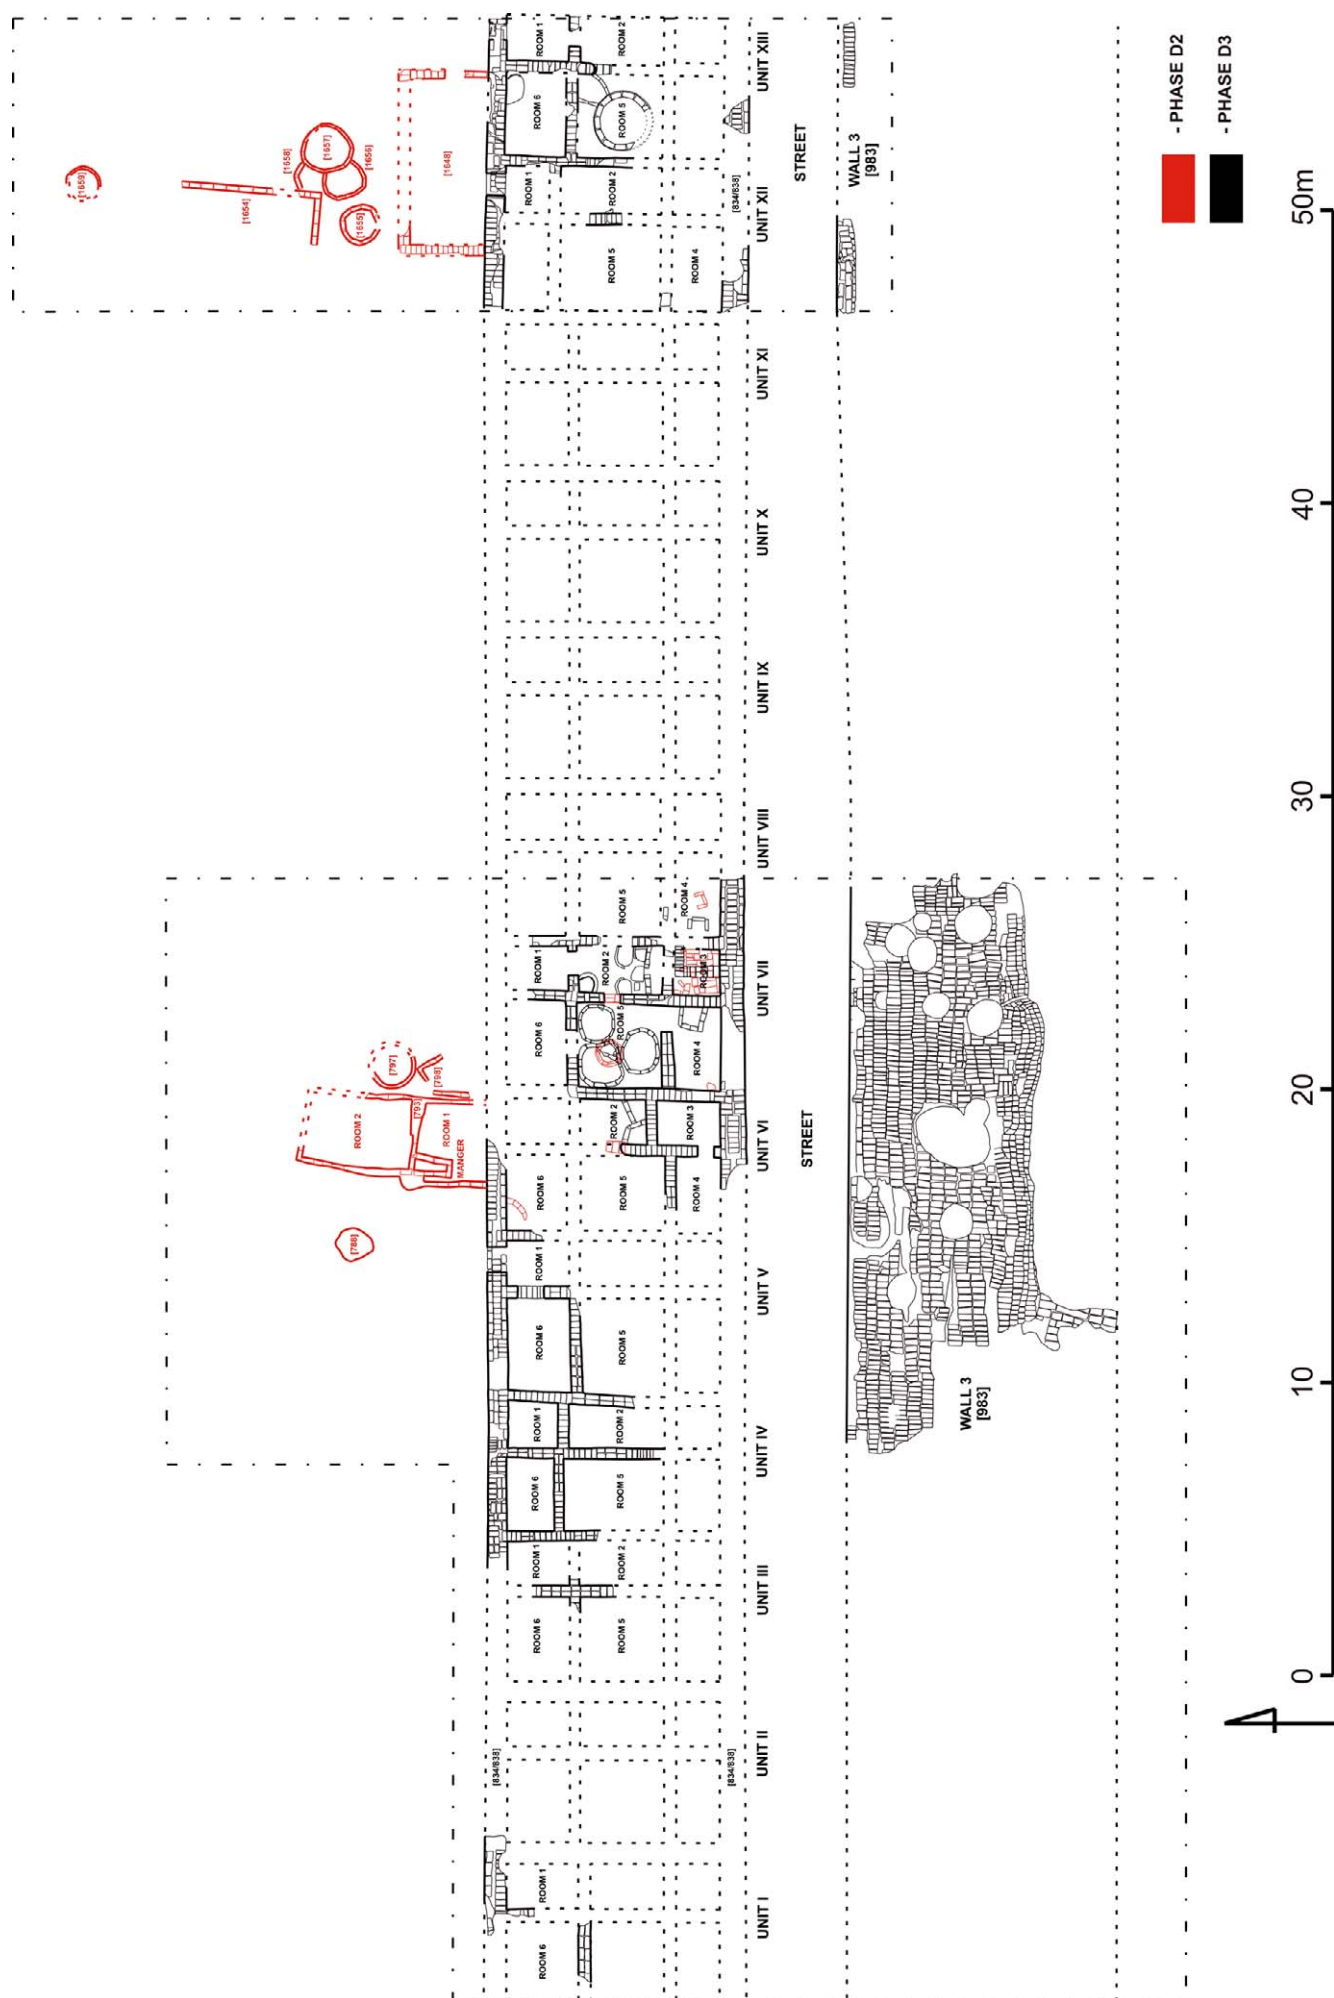 [1659]
[1654]
[1658]
[1657]
[1655]
[1656]
[788]
ROOM 2
[797]
[793]
[798]
ROOM 1
MANGER
[1648]
[834/838]
ROOM 6
ROOM 1
ROOM 6
ROOM 1
ROOM 6
ROOM 1
ROOM 6
ROOM 1
ROOM 6
ROOM 6
ROOM 1
ROOM 1
ROOM 6
ROOM 1
ROOM 5
ROOM 2
ROOM 5
ROOM 2
ROOM 5
ROOM 5
ROOM 2
ROOM 5
ROOM 2
ROOM 5
ROOM 5
ROOM 2
ROOM 5
ROOM 2
ROOM 4
ROOM 3
ROOM 4
ROOM 3
ROOM 4
ROOM 4
[834/838]
[834/838]
UNIT I
UNIT II
UNIT III
UNIT IV
UNIT V
UNIT VI
UNIT VII
UNIT VIII
UNIT IX
UNIT X
UNIT XI
UNIT XII
UNIT XIII
STREET
STREET
WALL 3
[983]
WALL 3
[983]
- PHASE D2
- PHASE D3
0
10
20
30
40
50m